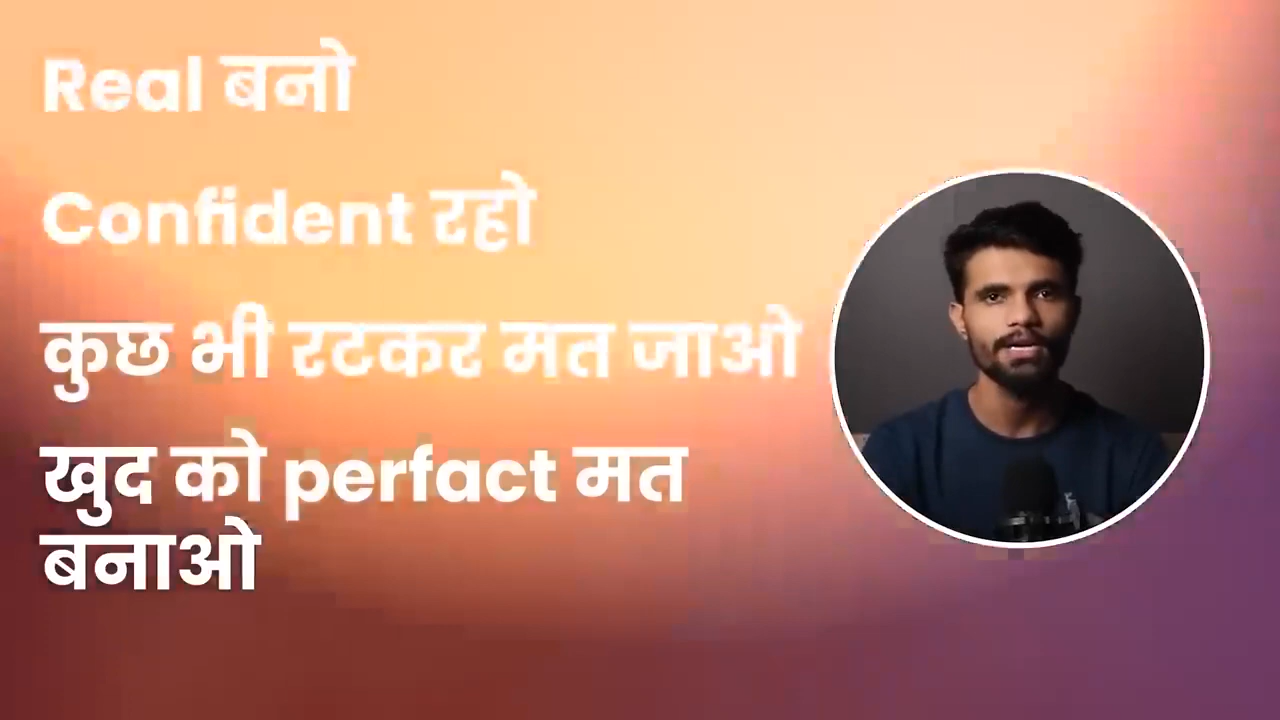 Real बनो
Confident रहो
कुछ भी रटकर मत जाओ
खुद को perfact मत
बनाओ